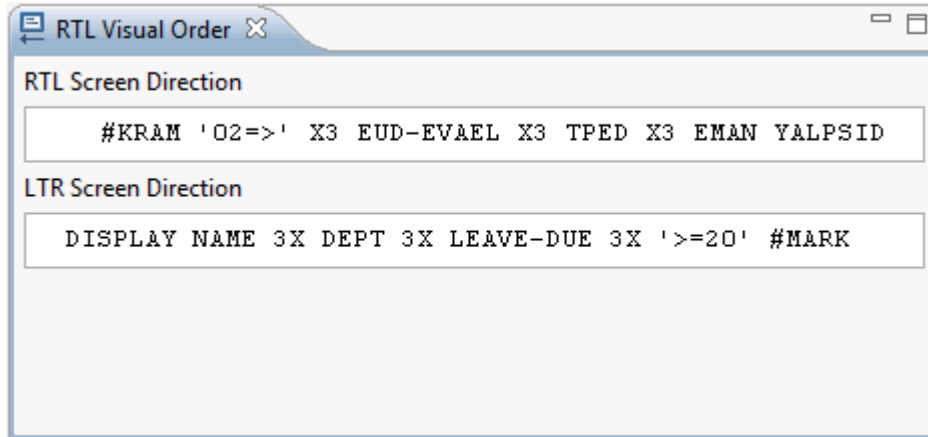 RTL Visual Order
RTL Screen Direction
#KRAM 'O2=>' X3 EUD-EVAEL X3 TPED X3 EMAN YALPSID
LTR Screen Direction
DISPLAY NAME 3X DEPT 3X LEAVE-DUE 3X '>=2O' #MARK